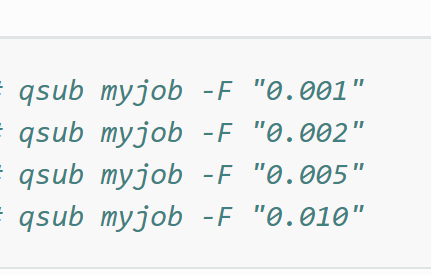 # qsub myjob -F "0.001"
# qsub myjob -F "0.002"
# qsub myjob -F "0.005"
# qsub myjob -F "0.010"